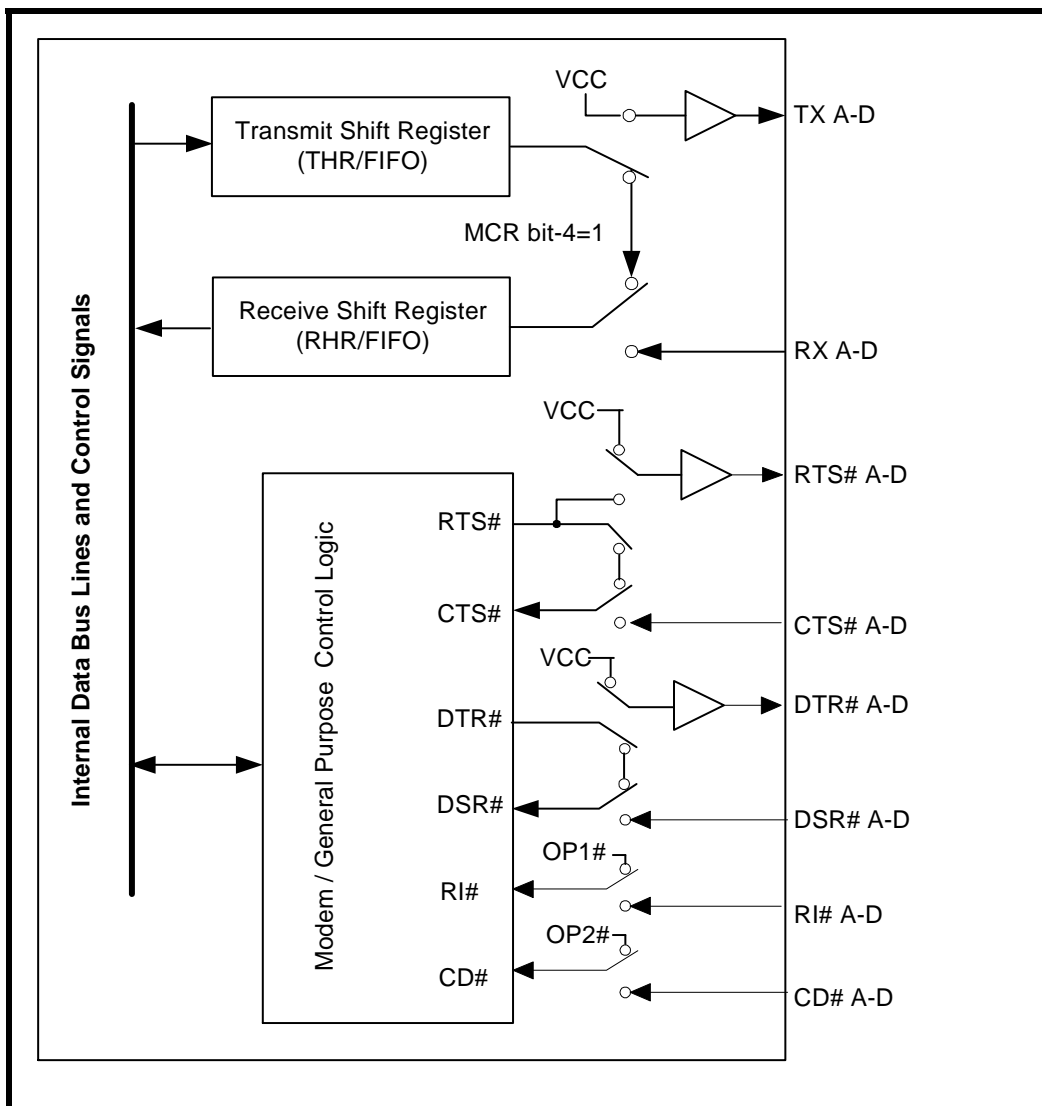 VCC
TX A-D
Transmit Shift Register
(THR/FIFO)
MCR bit-4=1
Receive Shift Register
(RHR/FIFO)
RX A-D
Internal Data Bus Lines and Control Signals
VCC
RTS# A-D
Modem / General Purpose Control Logic
RTS#
CTS#
CTS# A-D
VCC
DTR# A-D
DTR#
DSR#
DSR# A-D
OP1#
RI#
RI# A-D
OP2#
CD#
CD# A-D